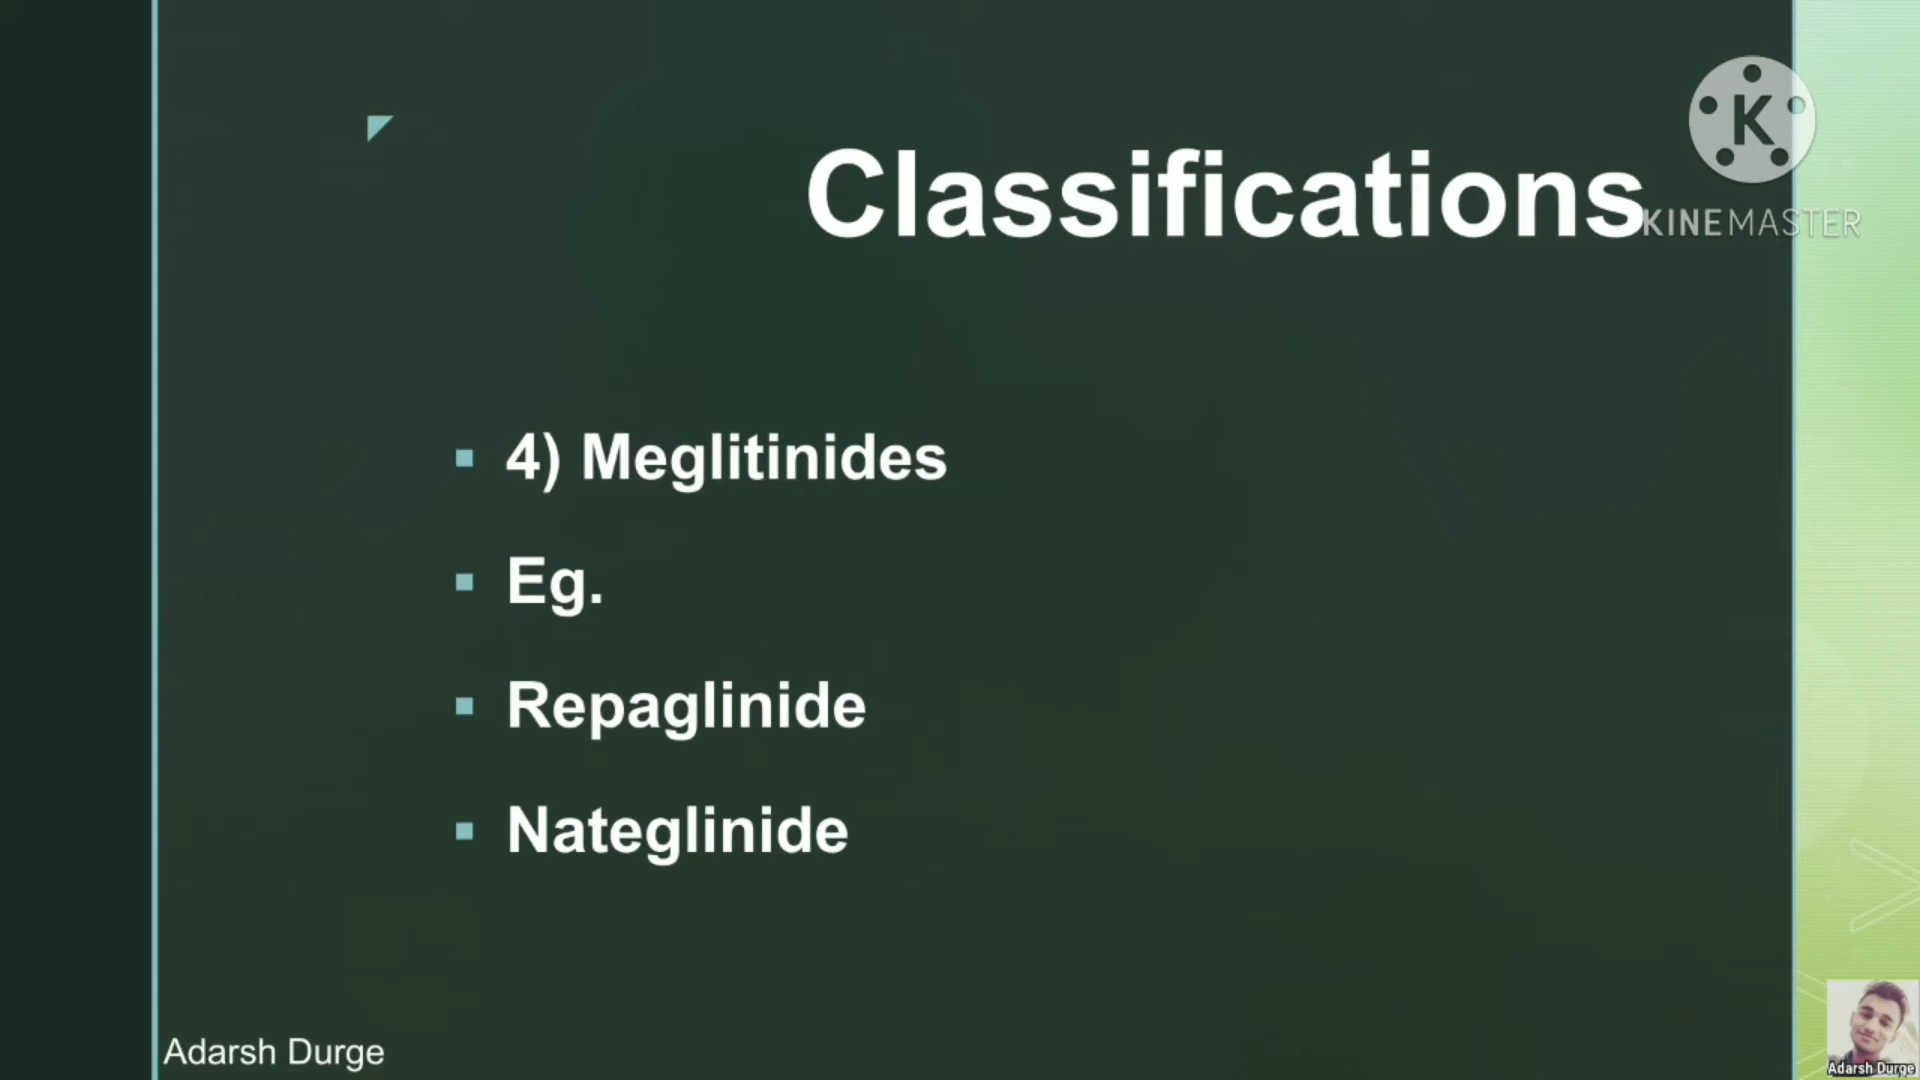 Classifications
K
KINEMASTER
4) Meglitinides
Eg.
Repaglinide
Nateglinide
Adarsh Durge
Adarsh Durge